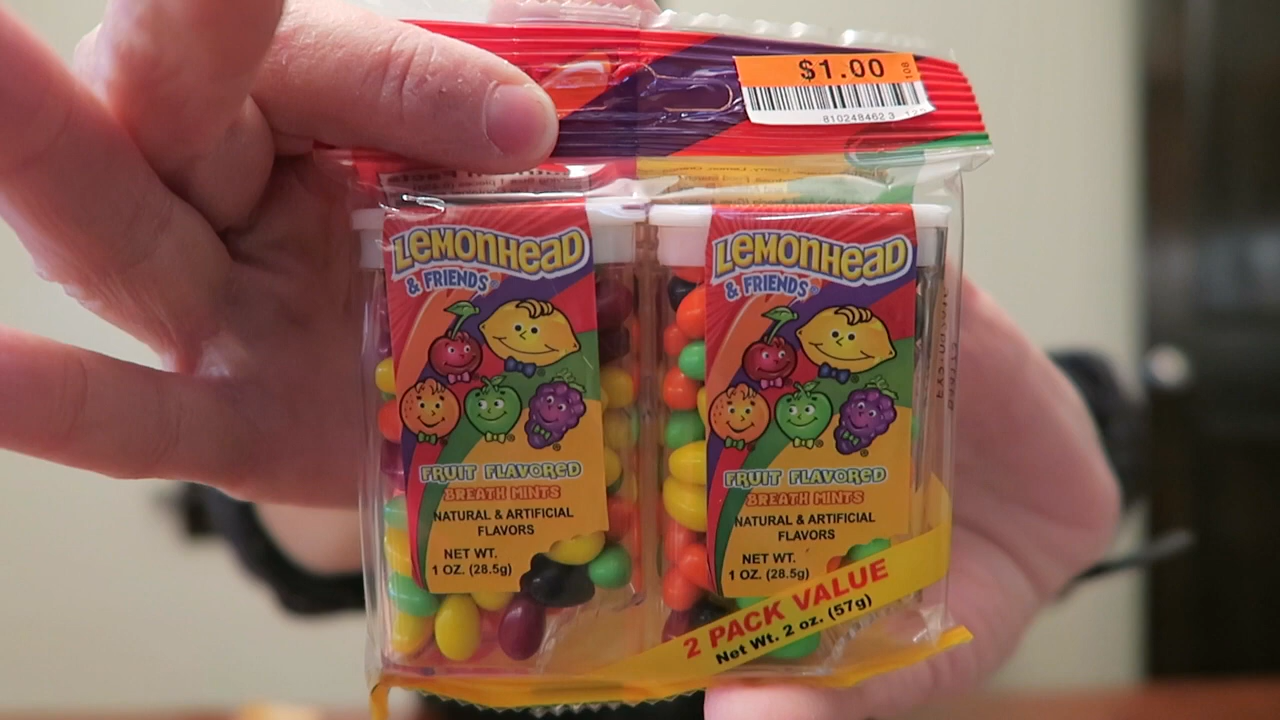 $1.00
108
810248462 3
LEMONHEAD
& FRIENDS®
FRUIT FLAVORED
BREATH MINTS
NATURAL & ARTIFICIAL
FLAVORS
NET WT.
1 OZ. (28.5g)
LEMONHEAD
& FRIENDS®
FRUIT FLAVORED
BREATH MINTS
NATURAL & ARTIFICIAL
FLAVORS
NET WT.
1 OZ. (28.5g)
2 PACK VALUE
Net Wt. 2 oz. (57g)